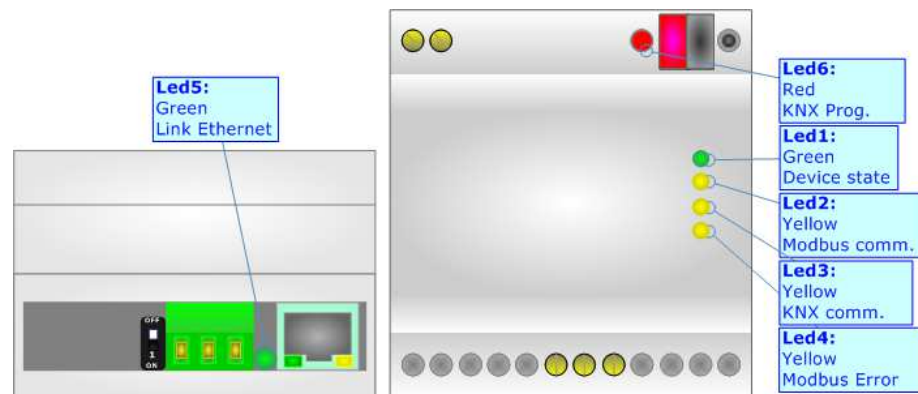 Led5:
Green
Link Ethernet
OFF
1
ON
Led6:
Red
KNX Prog.
Led1:
Green
Device state
Led2:
Yellow
Modbus comm.
Led3:
Yellow
KNX comm.
Led4:
Yellow
Modbus Error